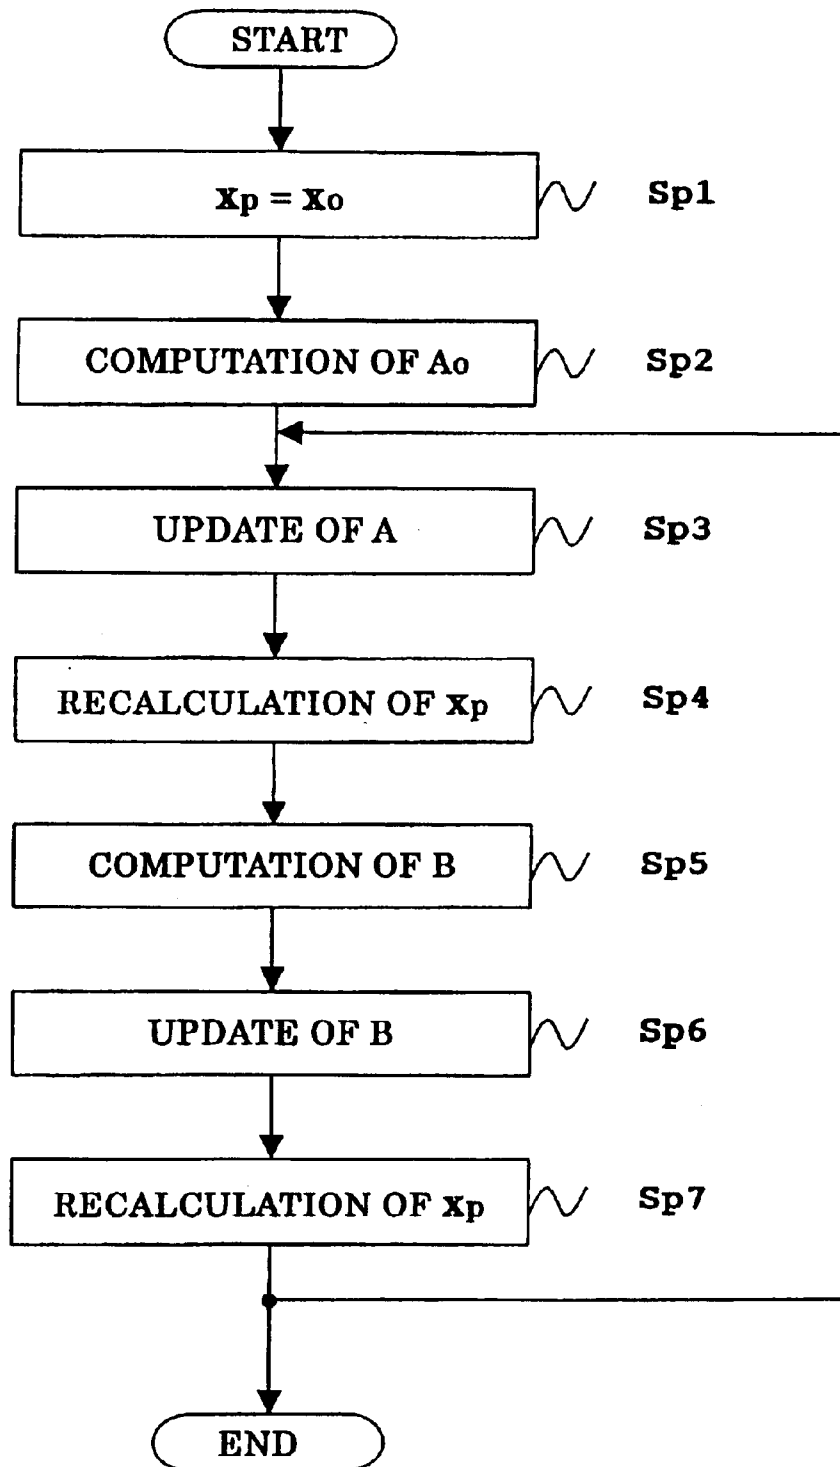 START
Xp = Xo Sp1
COMPUTATION OF Ao Sp2
UPDATE OF A Sp3
RECALCULATION OF Xp Sp4
COMPUTATION OF B Sp5
UPDATE OF B Sp6
RECALCULATION OF Xp Sp7
END